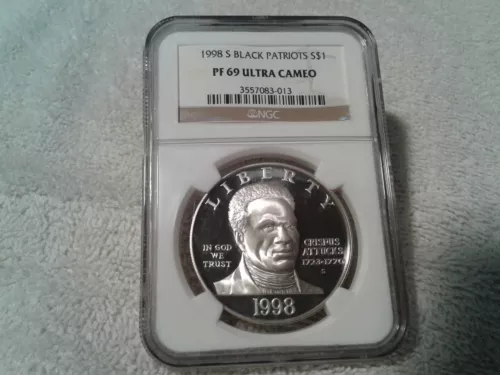 1998 S BLACK PATRIOTS S$1
PF 69 ULTRA CAMEO
3557083-013
NGC
LIBERTY
IN GOD
WE
TRUST
CRISPUS
ATTUCKS
1723-1770
S
1998